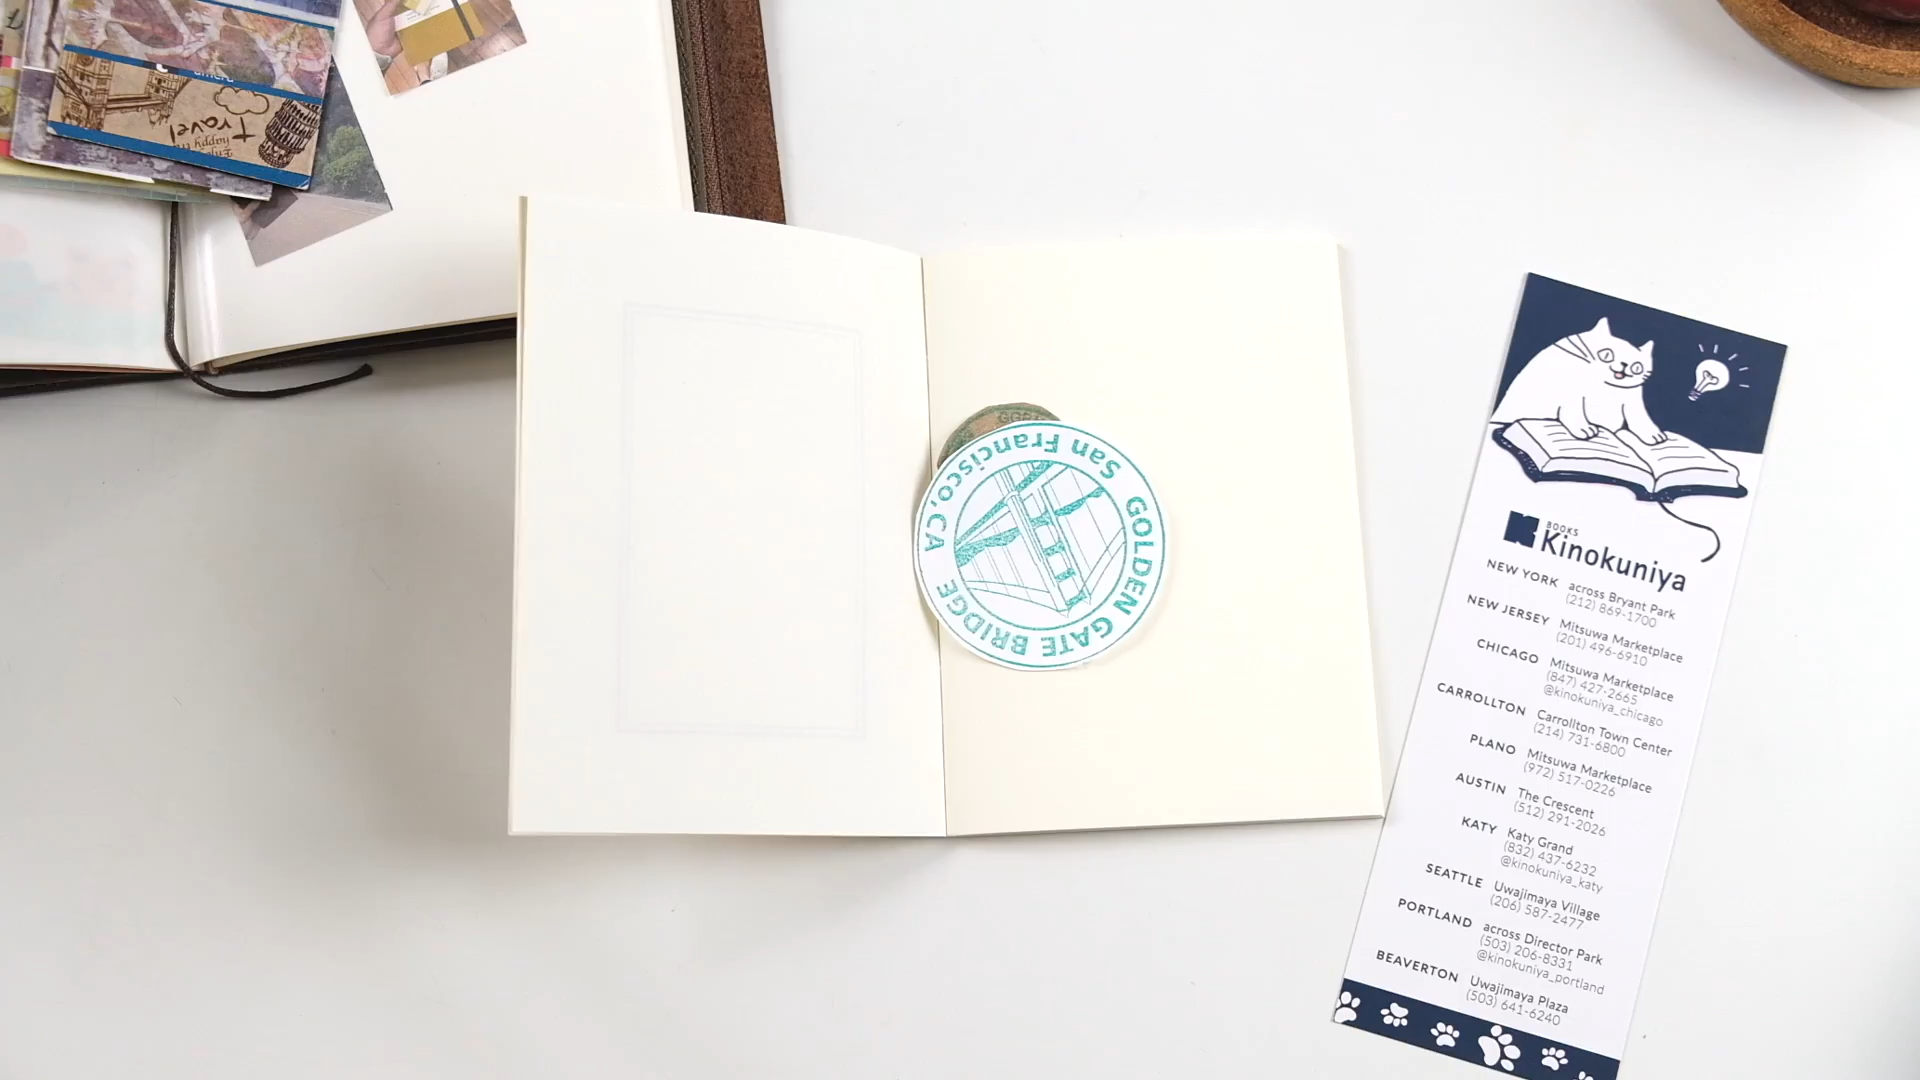 Travel
Enjoy
happy
San Francisco, CA
GOLDEN GATE BRIDGE
BOOKS
Kinokuniya
NEW YORK across Bryant Park
(212) 869-1700
NEW JERSEY Mitsuwa Marketplace
(201) 496-6910
CHICAGO Mitsuwa Marketplace
(847) 427-2665
@kinokuniya_chicago
CARROLLTON Carrollton Town Center
(214) 731-6800
PLANO Mitsuwa Marketplace
(972) 517-0226
AUSTIN The Crescent
(512) 291-2026
KATY Katy Grand
(832) 437-6232
@kinokuniya_katy
SEATTLE Uwajimaya Village
(206) 587-2477
PORTLAND across Director Park
(503) 206-8331
@kinokuniya_portland
BEAVERTON Uwajimaya Plaza
(503) 641-6240